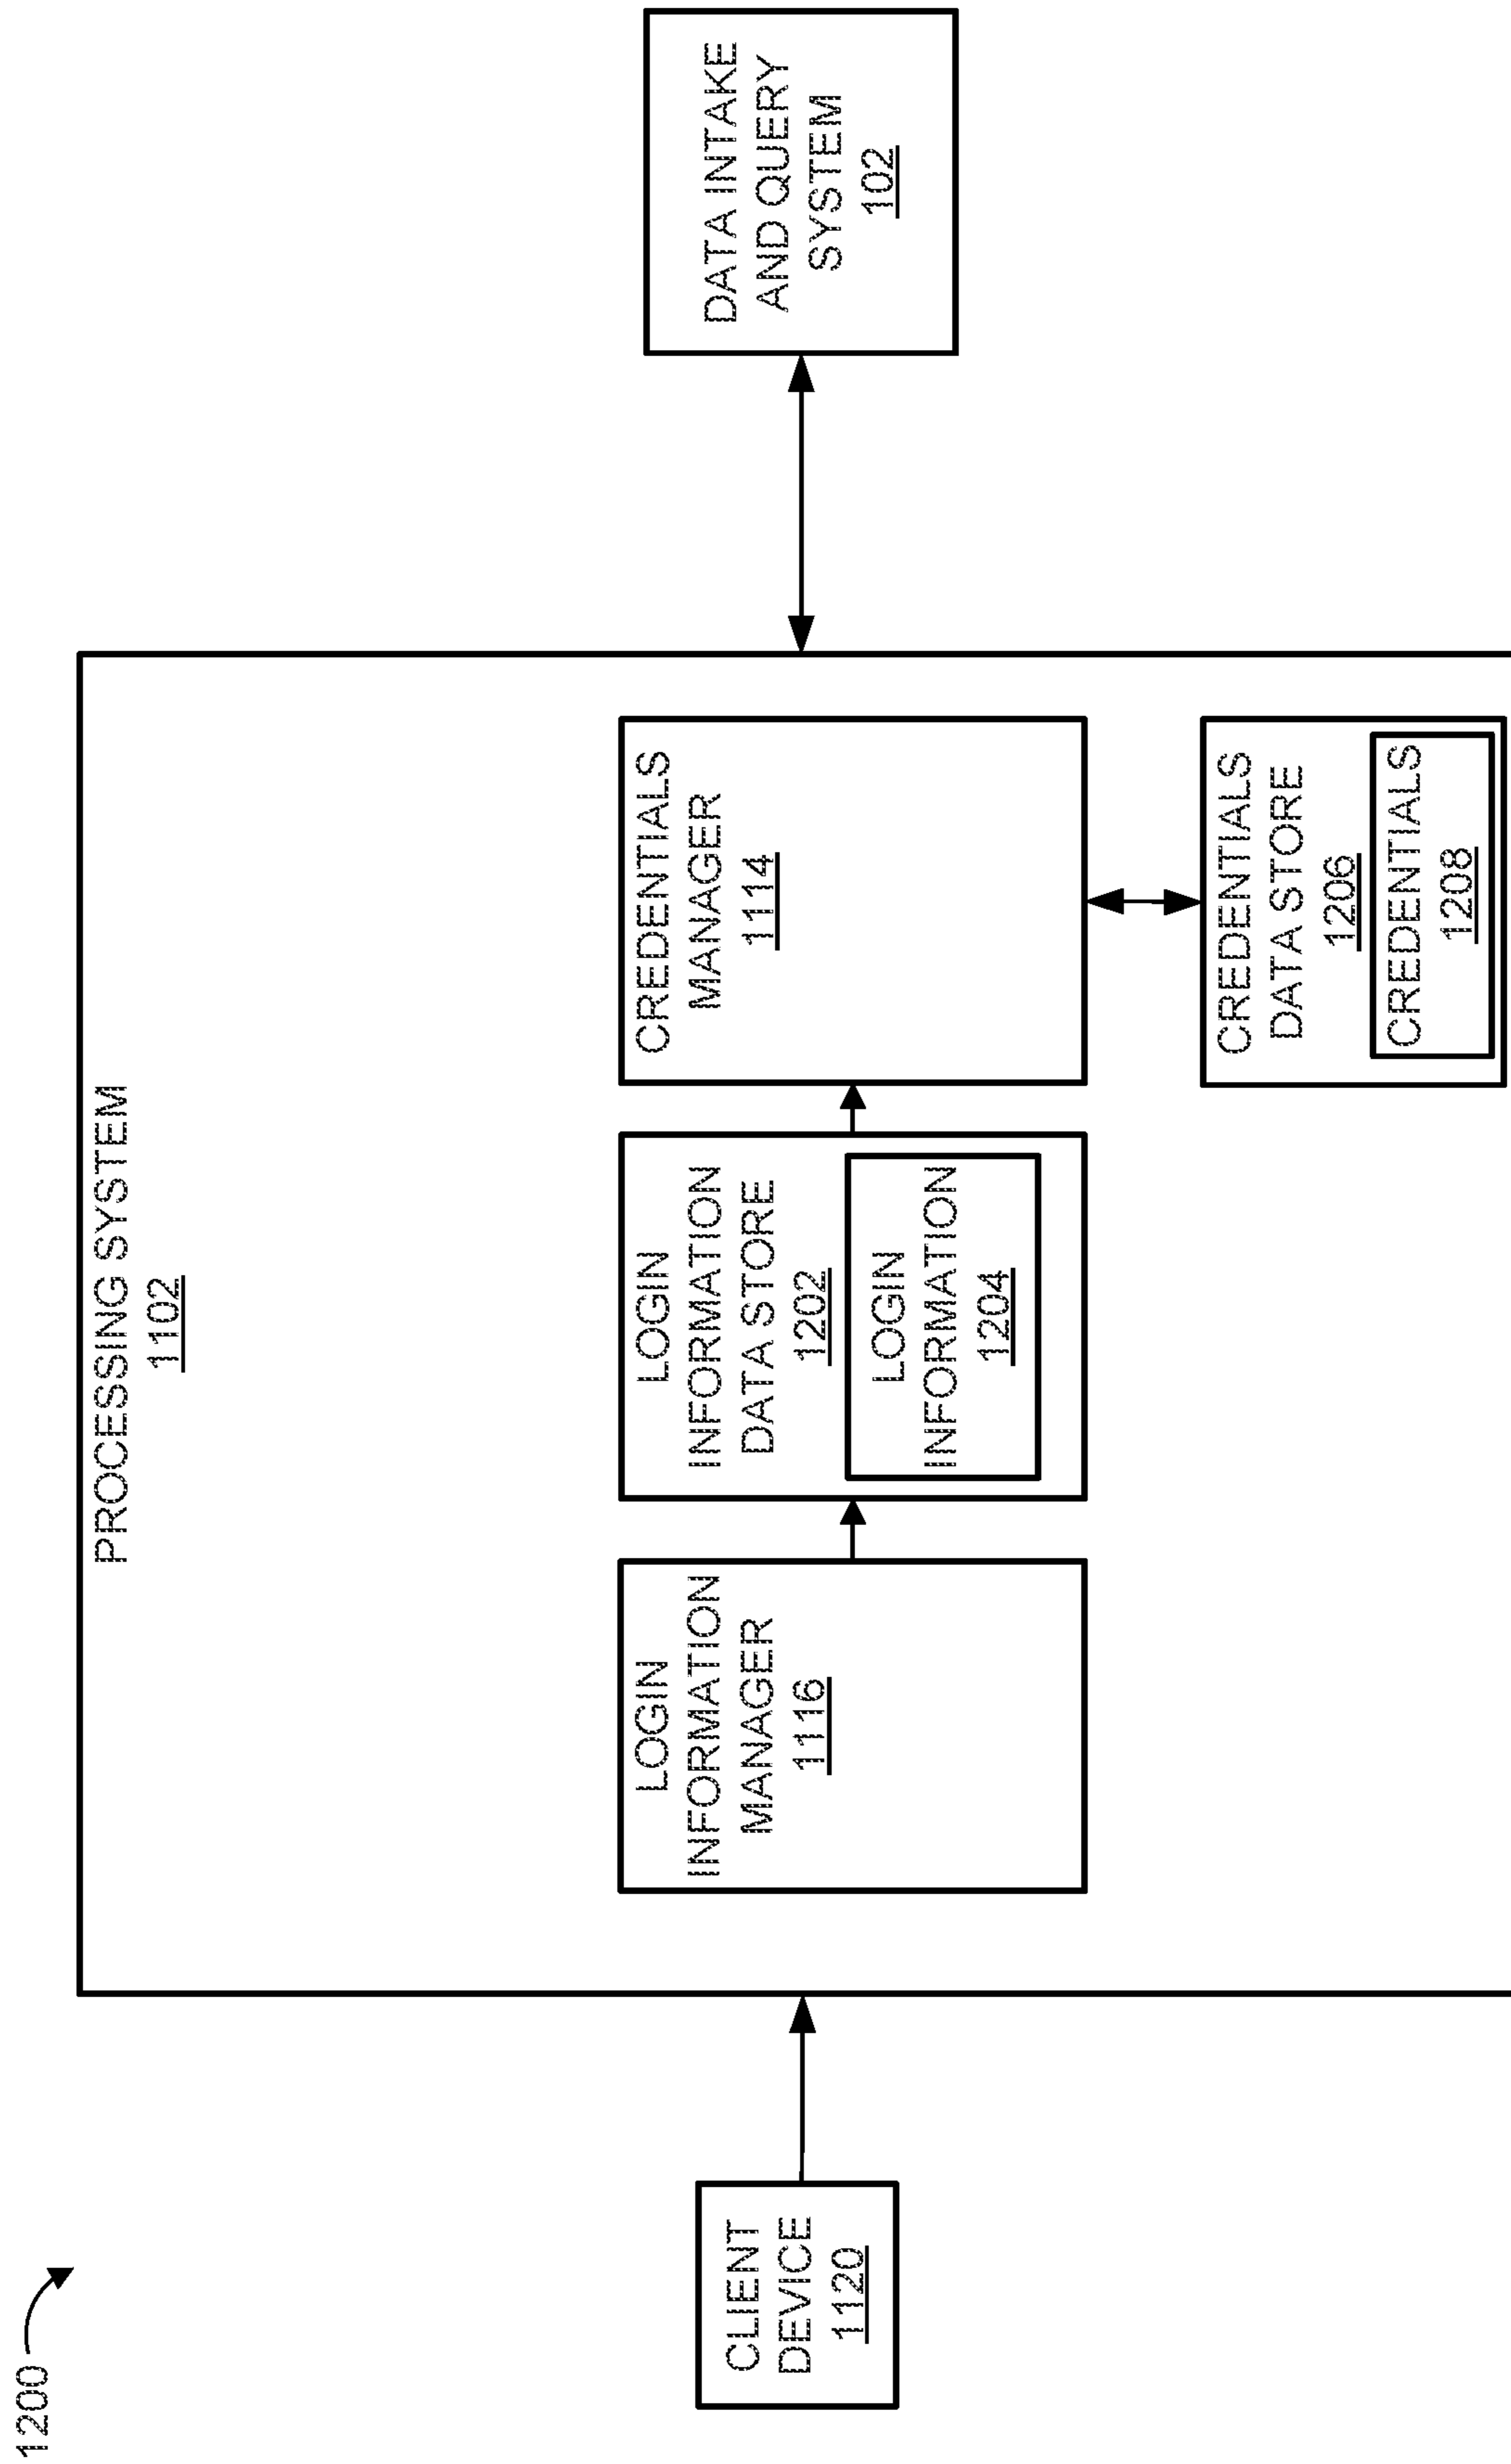 1200
PROCESSING SYSTEM
1102
CLIENT
DEVICE
1120
LOGIN
INFORMATION
MANAGER
1116
LOGIN
INFORMATION
DATA STORE
1202
LOGIN
INFORMATION
1204
CREDENTIALS
MANAGER
1114
CREDENTIALS
DATA STORE
1206
CREDENTIALS
1208
DATA INTAKE
AND QUERY
SYSTEM
102